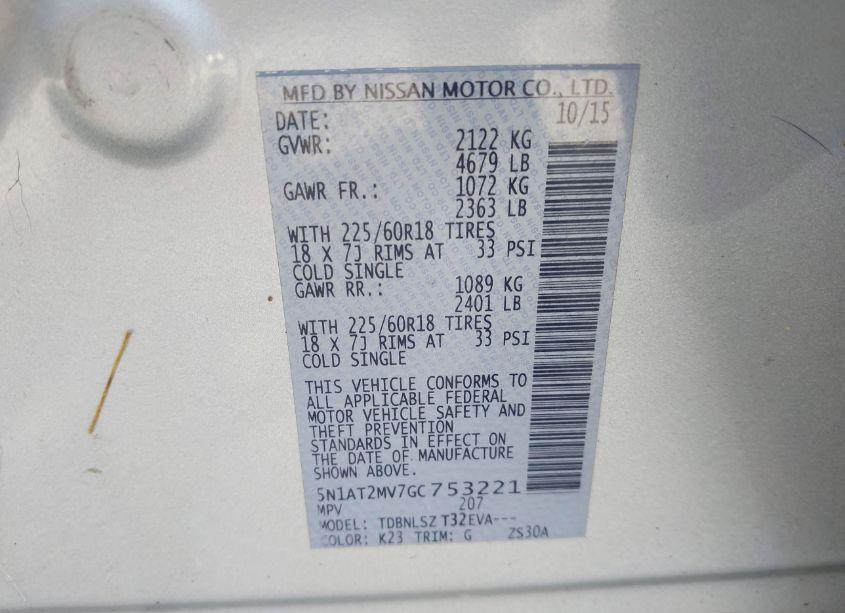 MFD BY NISSAN MOTOR CO., LTD.
DATE: 10/15
GVWR: 2122 KG
4679 LB
GAWR FR.: 1072 KG
2363 LB
WITH 225/60R18 TIRES
18 X 7J RIMS AT 33 PSI
COLD SINGLE
GAWR RR.: 1089 KG
2401 LB
WITH 225/60R18 TIRES
18 X 7J RIMS AT 33 PSI
COLD SINGLE
THIS VEHICLE CONFORMS TO
ALL APPLICABLE FEDERAL
MOTOR VEHICLE SAFETY AND
THEFT PREVENTION
STANDARDS IN EFFECT ON
THE DATE OF MANUFACTURE
SHOWN ABOVE.
5N1AT2MV7GC753221
MPV 207
MODEL: TDBNLSZ T32EVA---
COLOR: K23 TRIM: G ZS30A